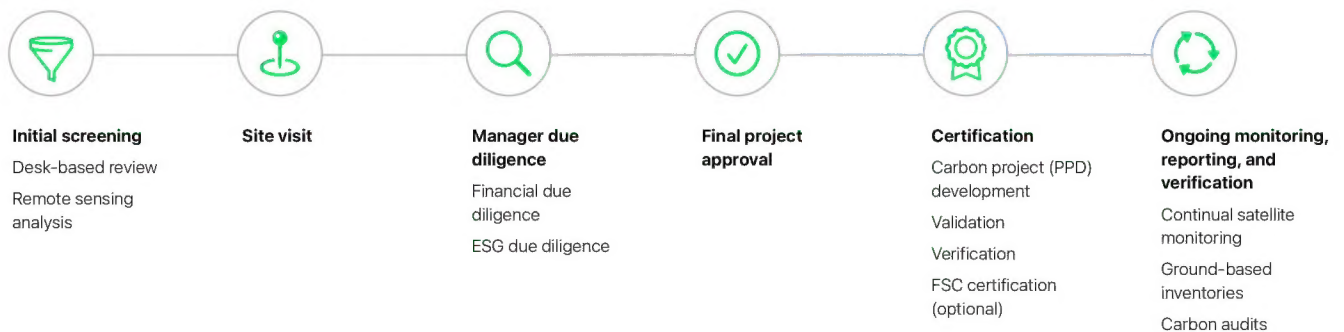 Initial screening
Desk-based review
Remote sensing
analysis
Site visit
Manager due
diligence
Financial due
diligence
ESG due diligence
Final project
approval
Certification
Carbon project (PPD)
development
Validation
Verification
FSC certification
(optional)
Ongoing monitoring,
reporting, and
verification
Continual satellite
monitoring
Ground-based
inventories
Carbon audits